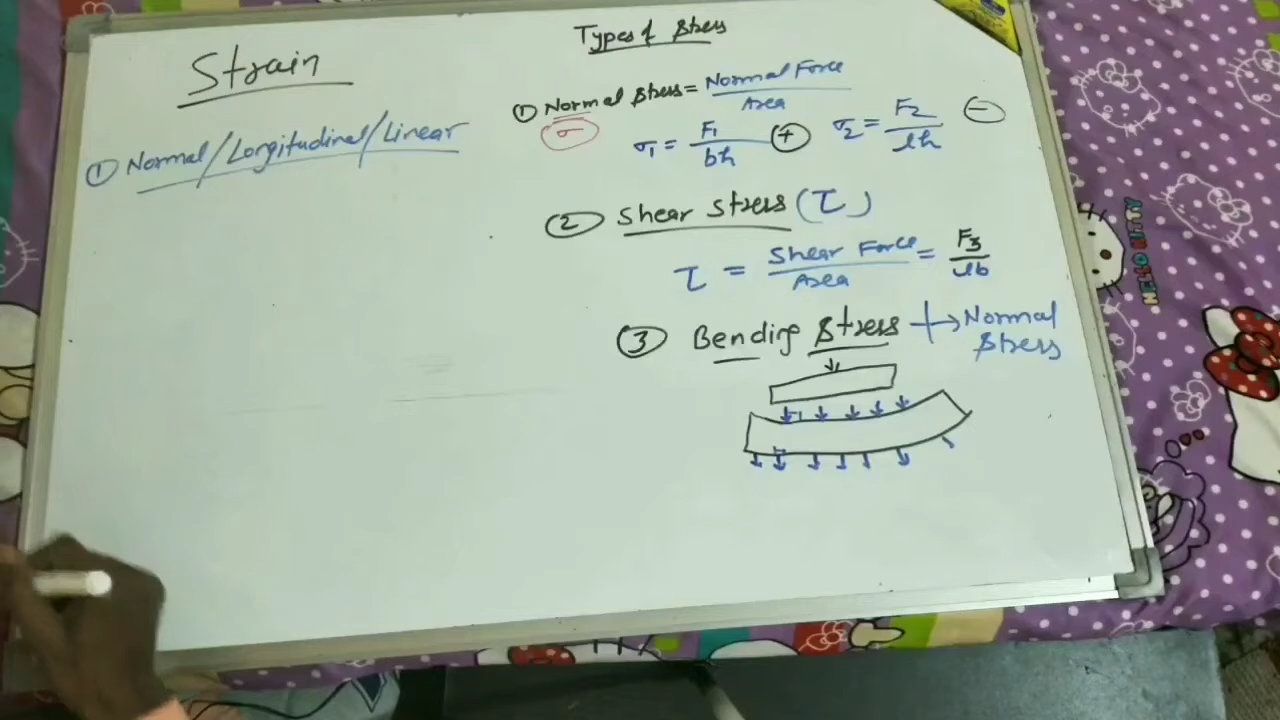 Strain
① Normal/Longitudinal/Linear
Types of Stress
① Normal Stress = Normal Force / Area
σ
σ₁ = F₁ / bh ⊕ σ₂ = F₂ / lh ⊖
② Shear Stress (τ)
τ = Shear Force / Area = F₃ / lb
③ Bending Stress → Normal
Stress
HELLO KITTY